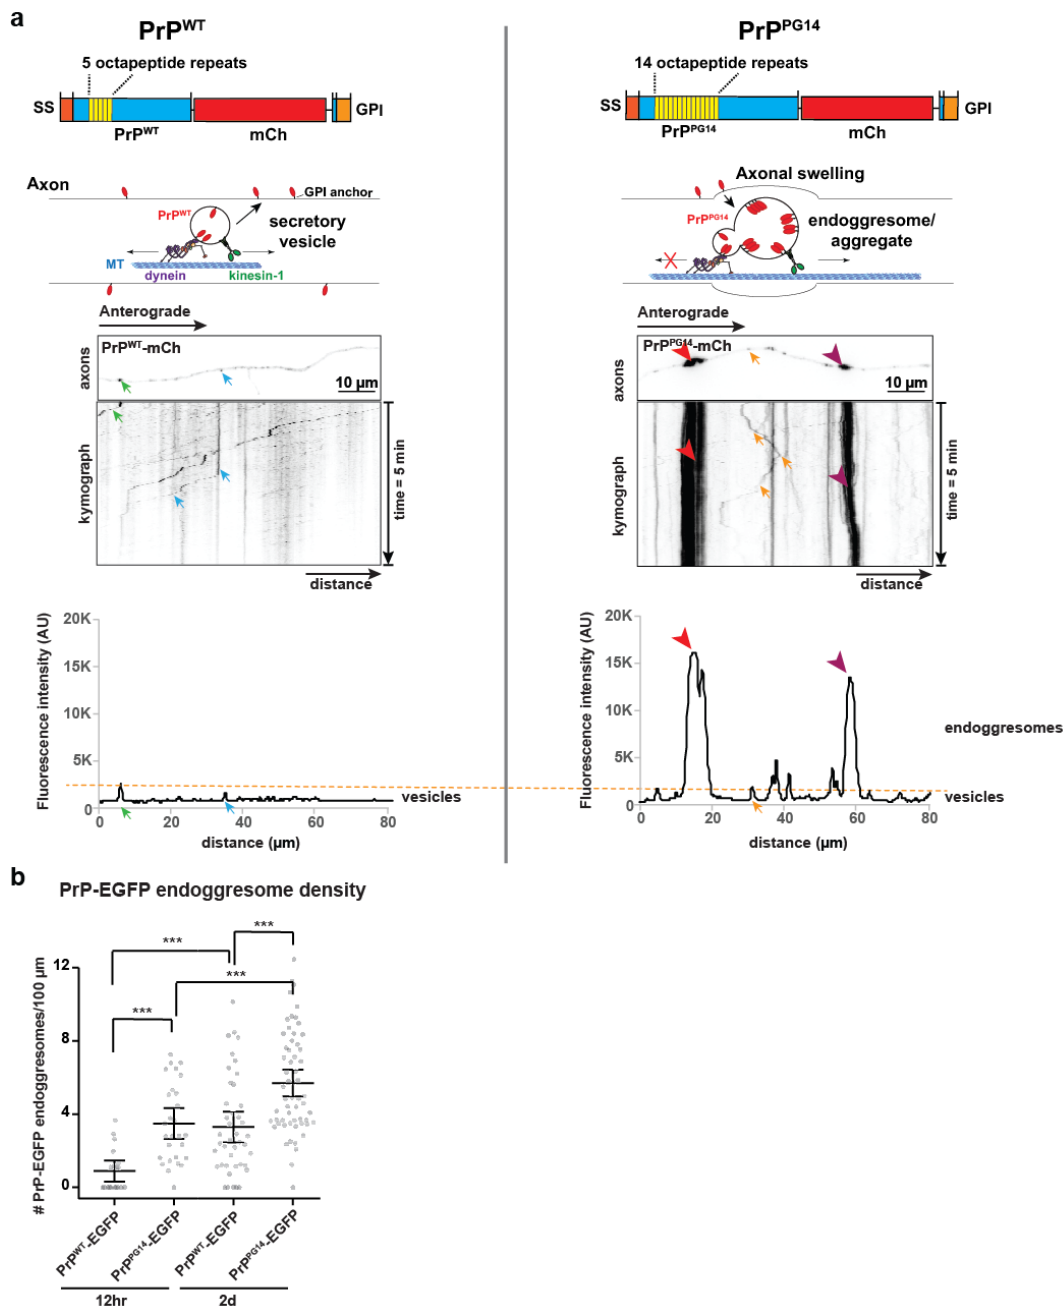 a
PrPWT
5 octapeptide repeats
SS
GPI
PrPWT
mCh
PrPPG14
14 octapeptide repeats
SS
GPI
PrPPG14
mCh
Axon
GPI anchor
PrPWT
secretory
vesicle
MT
dynein
kinesin-1
Axonal swelling
PrPPG14
endoggresome/
aggregate
Anterograde
PrPWT-mCh
axons
10 µm
kymograph
time = 5 min
distance
Anterograde
PrPPG14-mCh
axons
10 µm
kymograph
time = 5 min
distance
Fluorescence intensity (AU)
20K
15K
10K
5K
0
vesicles
0 20 40 60 80
distance (µm)
Fluorescence intensity (AU)
20K
15K
10K
5K
0
endoggresomes
vesicles
0 20 40 60 80
distance (µm)
b
PrP-EGFP endoggresome density
# PrP-EGFP endoggresomes/100 µm
12
8
4
0
***
***
***
***
PrPWT-EGFP
PrPPG14-EGFP
PrPWT-EGFP
PrPPG14-EGFP
12hr
2d